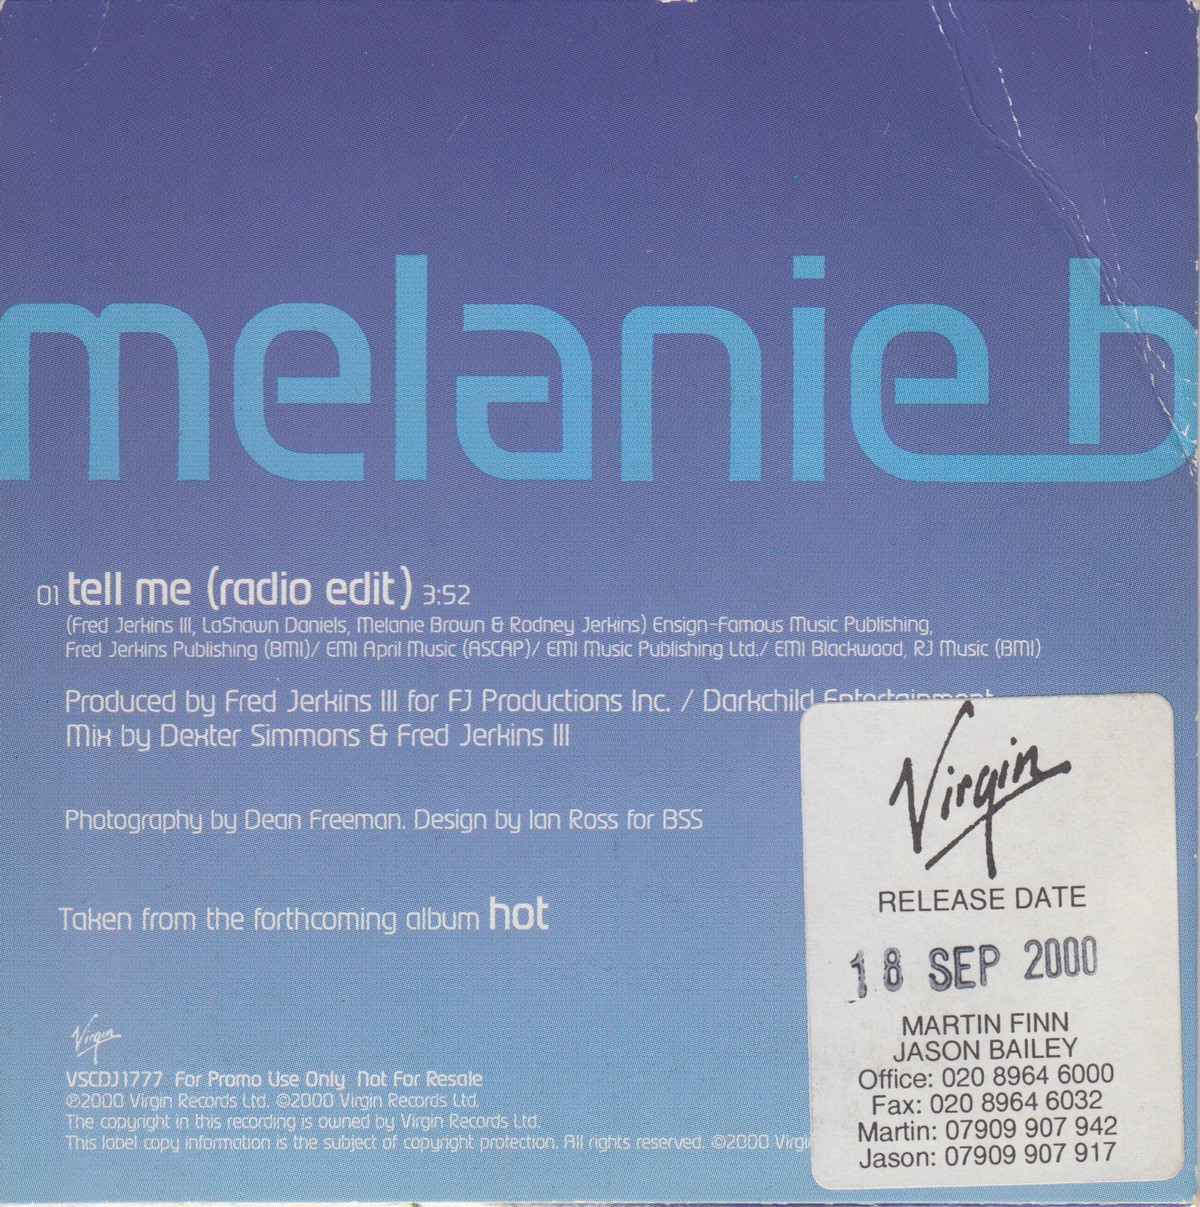 melanie b
01 tell me (radio edit) 3:52
(Fred Jerkins III, LaShawn Daniels, Melanie Brown & Rodney Jerkins) Ensign-Famous Music Publishing,
Fred Jerkins Publishing (BMI)/ EMI April Music (ASCAP)/ EMI Music Publishing Ltd./ EMI Blackwood, RJ Music (BMI)
Produced by Fred Jerkins III for FJ Productions Inc. / Darkchild Entertainment
Mix by Dexter Simmons & Fred Jerkins III
Photography by Dean Freeman. Design by Ian Ross for BSS
Taken from the forthcoming album hot
Virgin
VSCDJ1777 For Promo Use Only Not For Resale
℗2000 Virgin Records Ltd. ©2000 Virgin Records Ltd.
The copyright in this recording is owned by Virgin Records Ltd.
This label copy information is the subject of copyright protection. All rights reserved. ©2000 Virgin
Virgin
RELEASE DATE
18 SEP 2000
MARTIN FINN
JASON BAILEY
Office: 020 8964 6000
Fax: 020 8964 6032
Martin: 07909 907 942
Jason: 07909 907 917